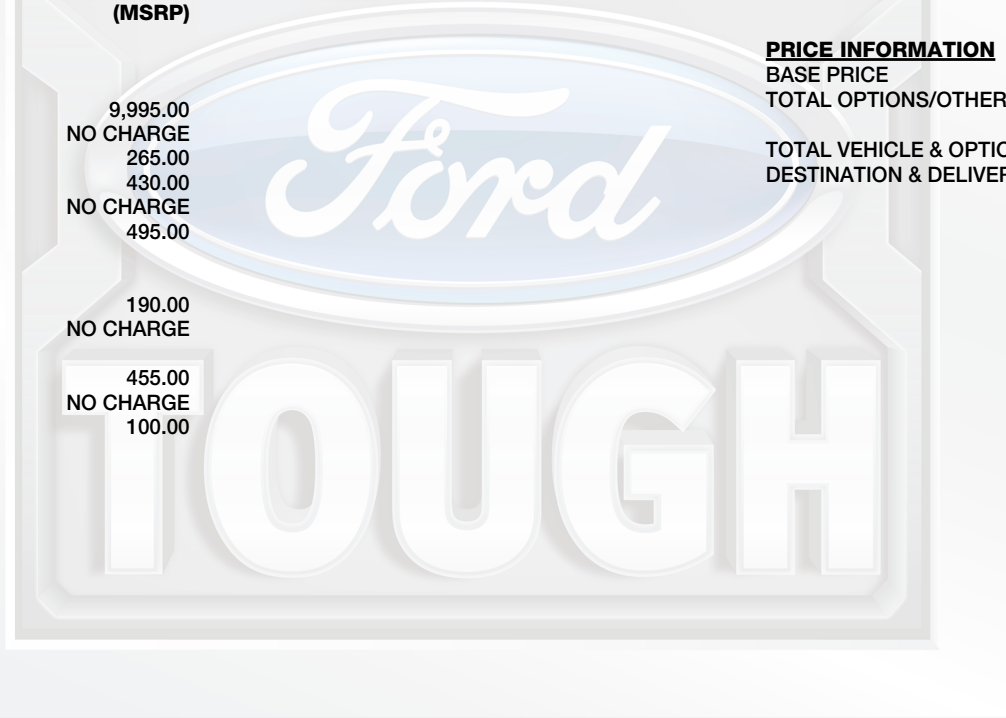 (MSRP)
9,995.00
NO CHARGE
265.00
430.00
NO CHARGE
495.00
190.00
NO CHARGE
455.00
NO CHARGE
100.00
PRICE INFORMATION
BASE PRICE
TOTAL OPTIONS/OTHER
TOTAL VEHICLE & OPTIO
DESTINATION & DELIVER
Ford
TOUGH